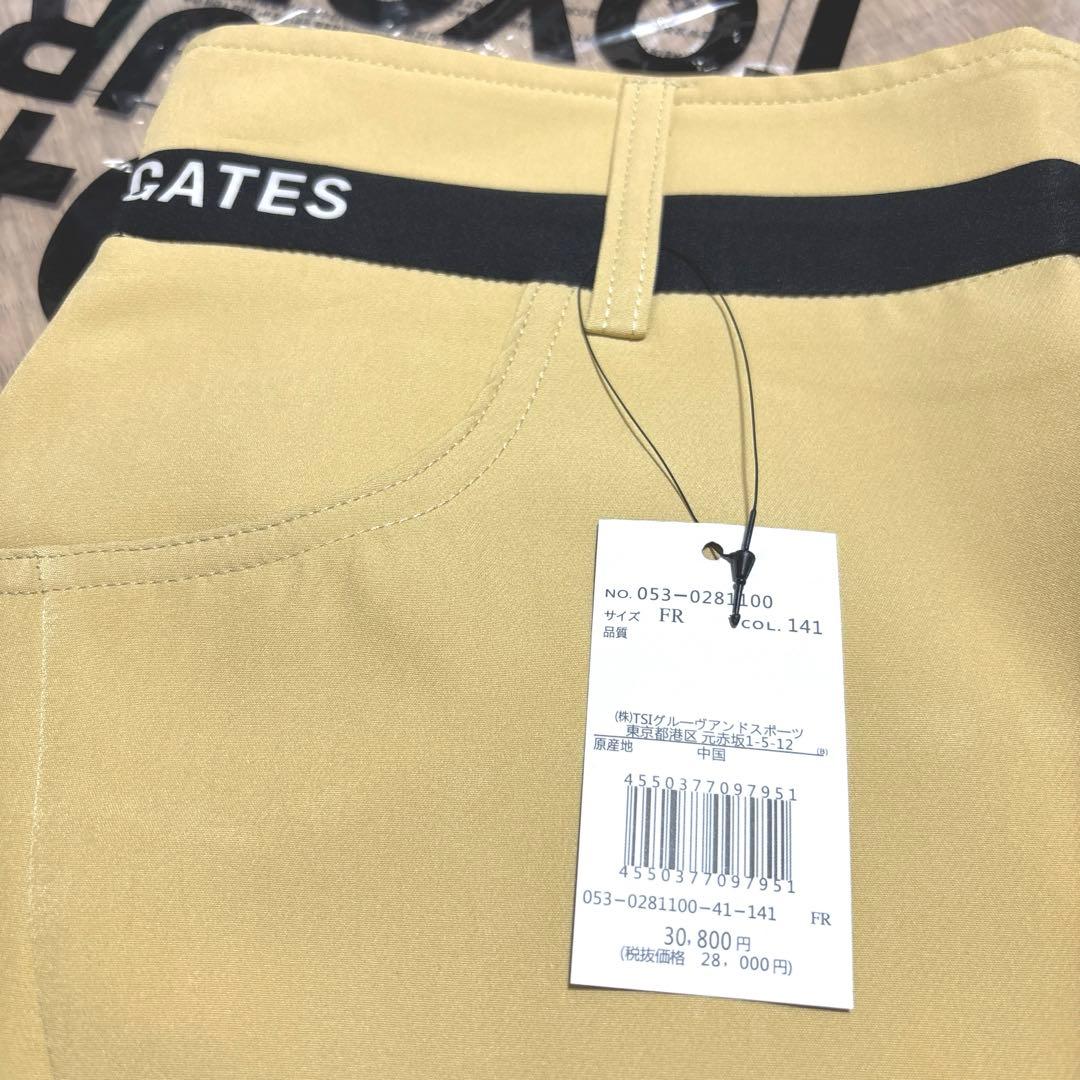 GATES
NO. 053-0281100
サイズ FR COL. 141
品質
(株)TSIグルーヴアンドスポーツ
東京都港区 元赤坂1-5-12 (B)
原産地 中国
4550377097951
4550377097951
053-0281100-41-141 FR
30,800円
(税抜価格 28,000円)